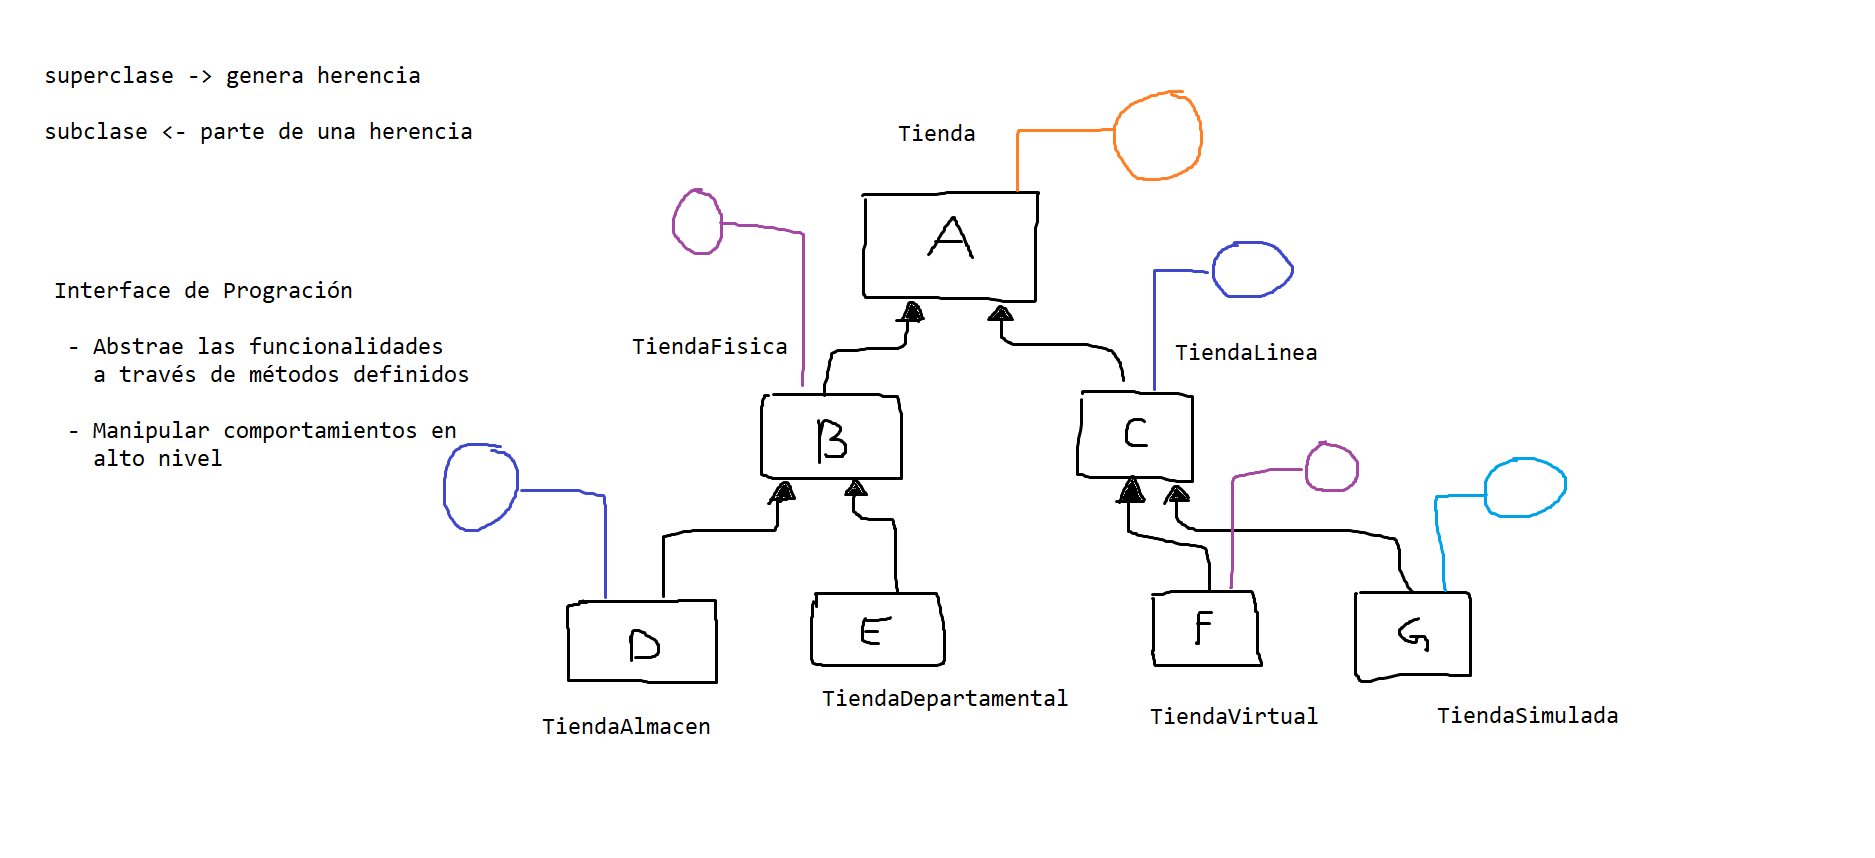 superclase -> genera herencia
subclase <- parte de una herencia
Interface de Progración
- Abstrae las funcionalidades
a través de métodos definidos
- Manipular comportamientos en
alto nivel
Tienda
A
TiendaFisica
TiendaLinea
B
C
D
E
F
G
TiendaAlmacen
TiendaDepartamental
TiendaVirtual
TiendaSimulada